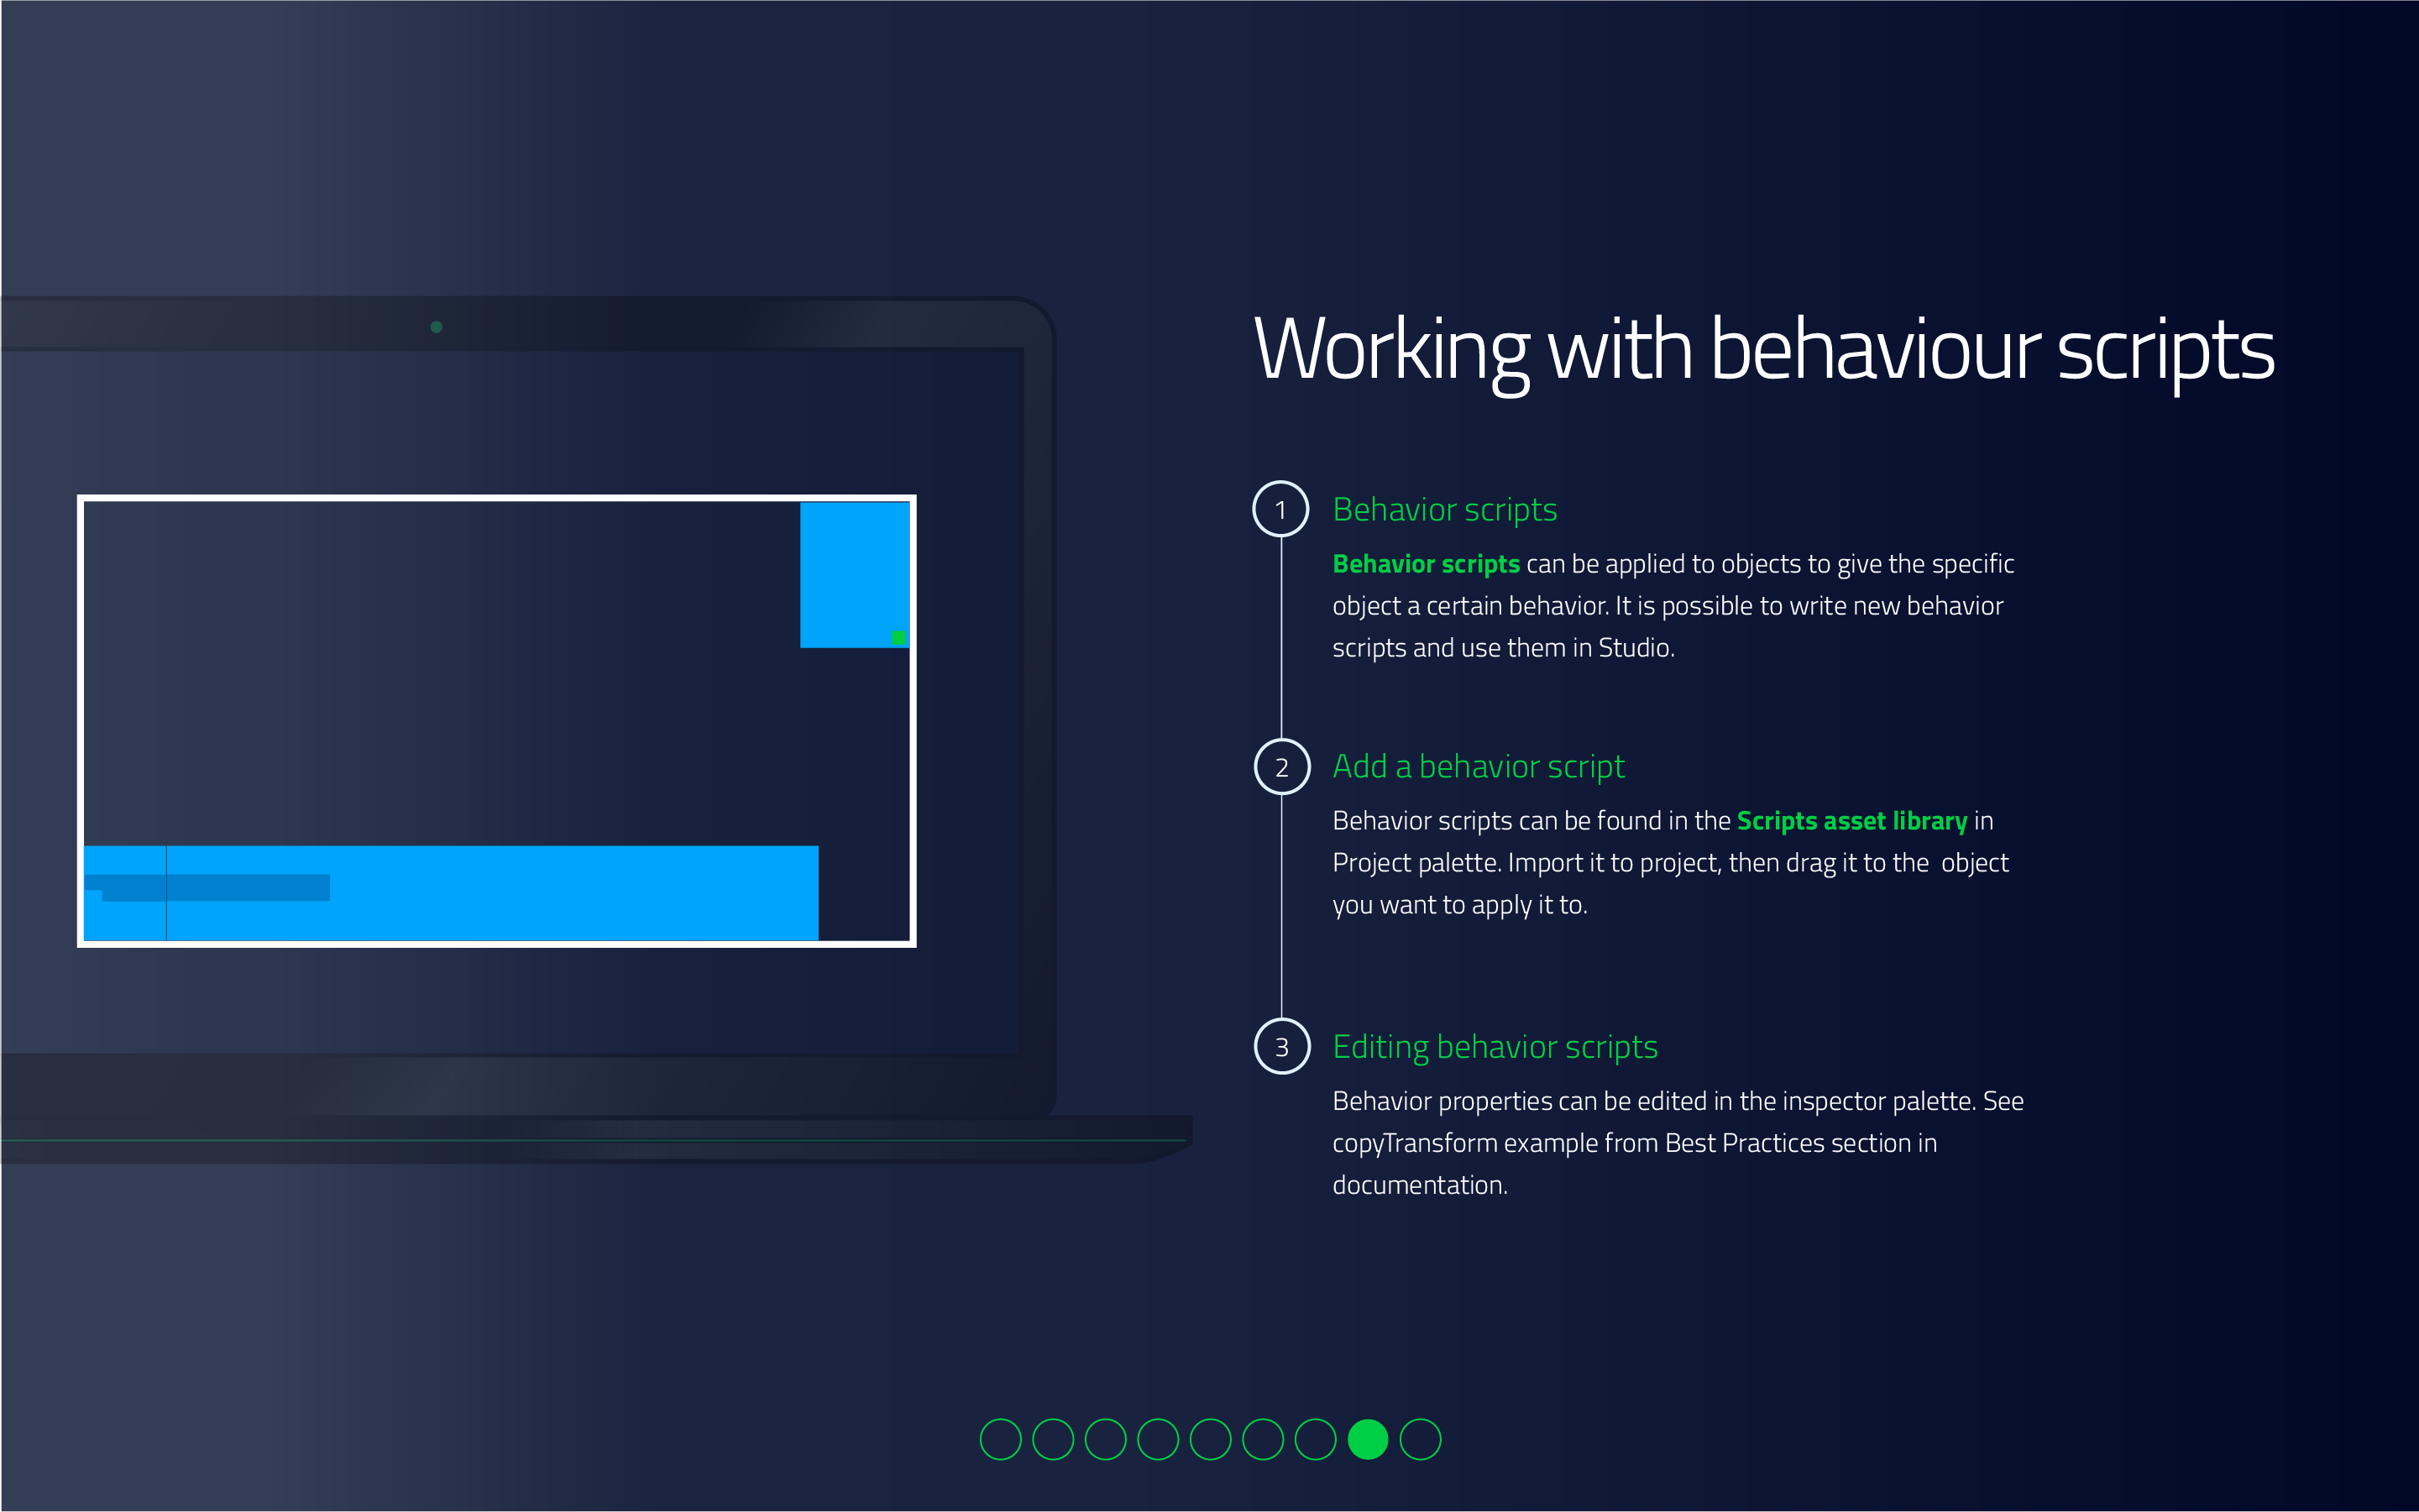 Working with behaviour scripts
1
Behavior scripts
Behavior scripts can be applied to objects to give the specific
object a certain behavior. It is possible to write new behavior
scripts and use them in Studio.
2
Add a behavior script
Behavior scripts can be found in the Scripts asset library in
Project palette. Import it to project, then drag it to the  object
you want to apply it to.
3
Editing behavior scripts
Behavior properties can be edited in the inspector palette. See
copyTransform example from Best Practices section in
documentation.